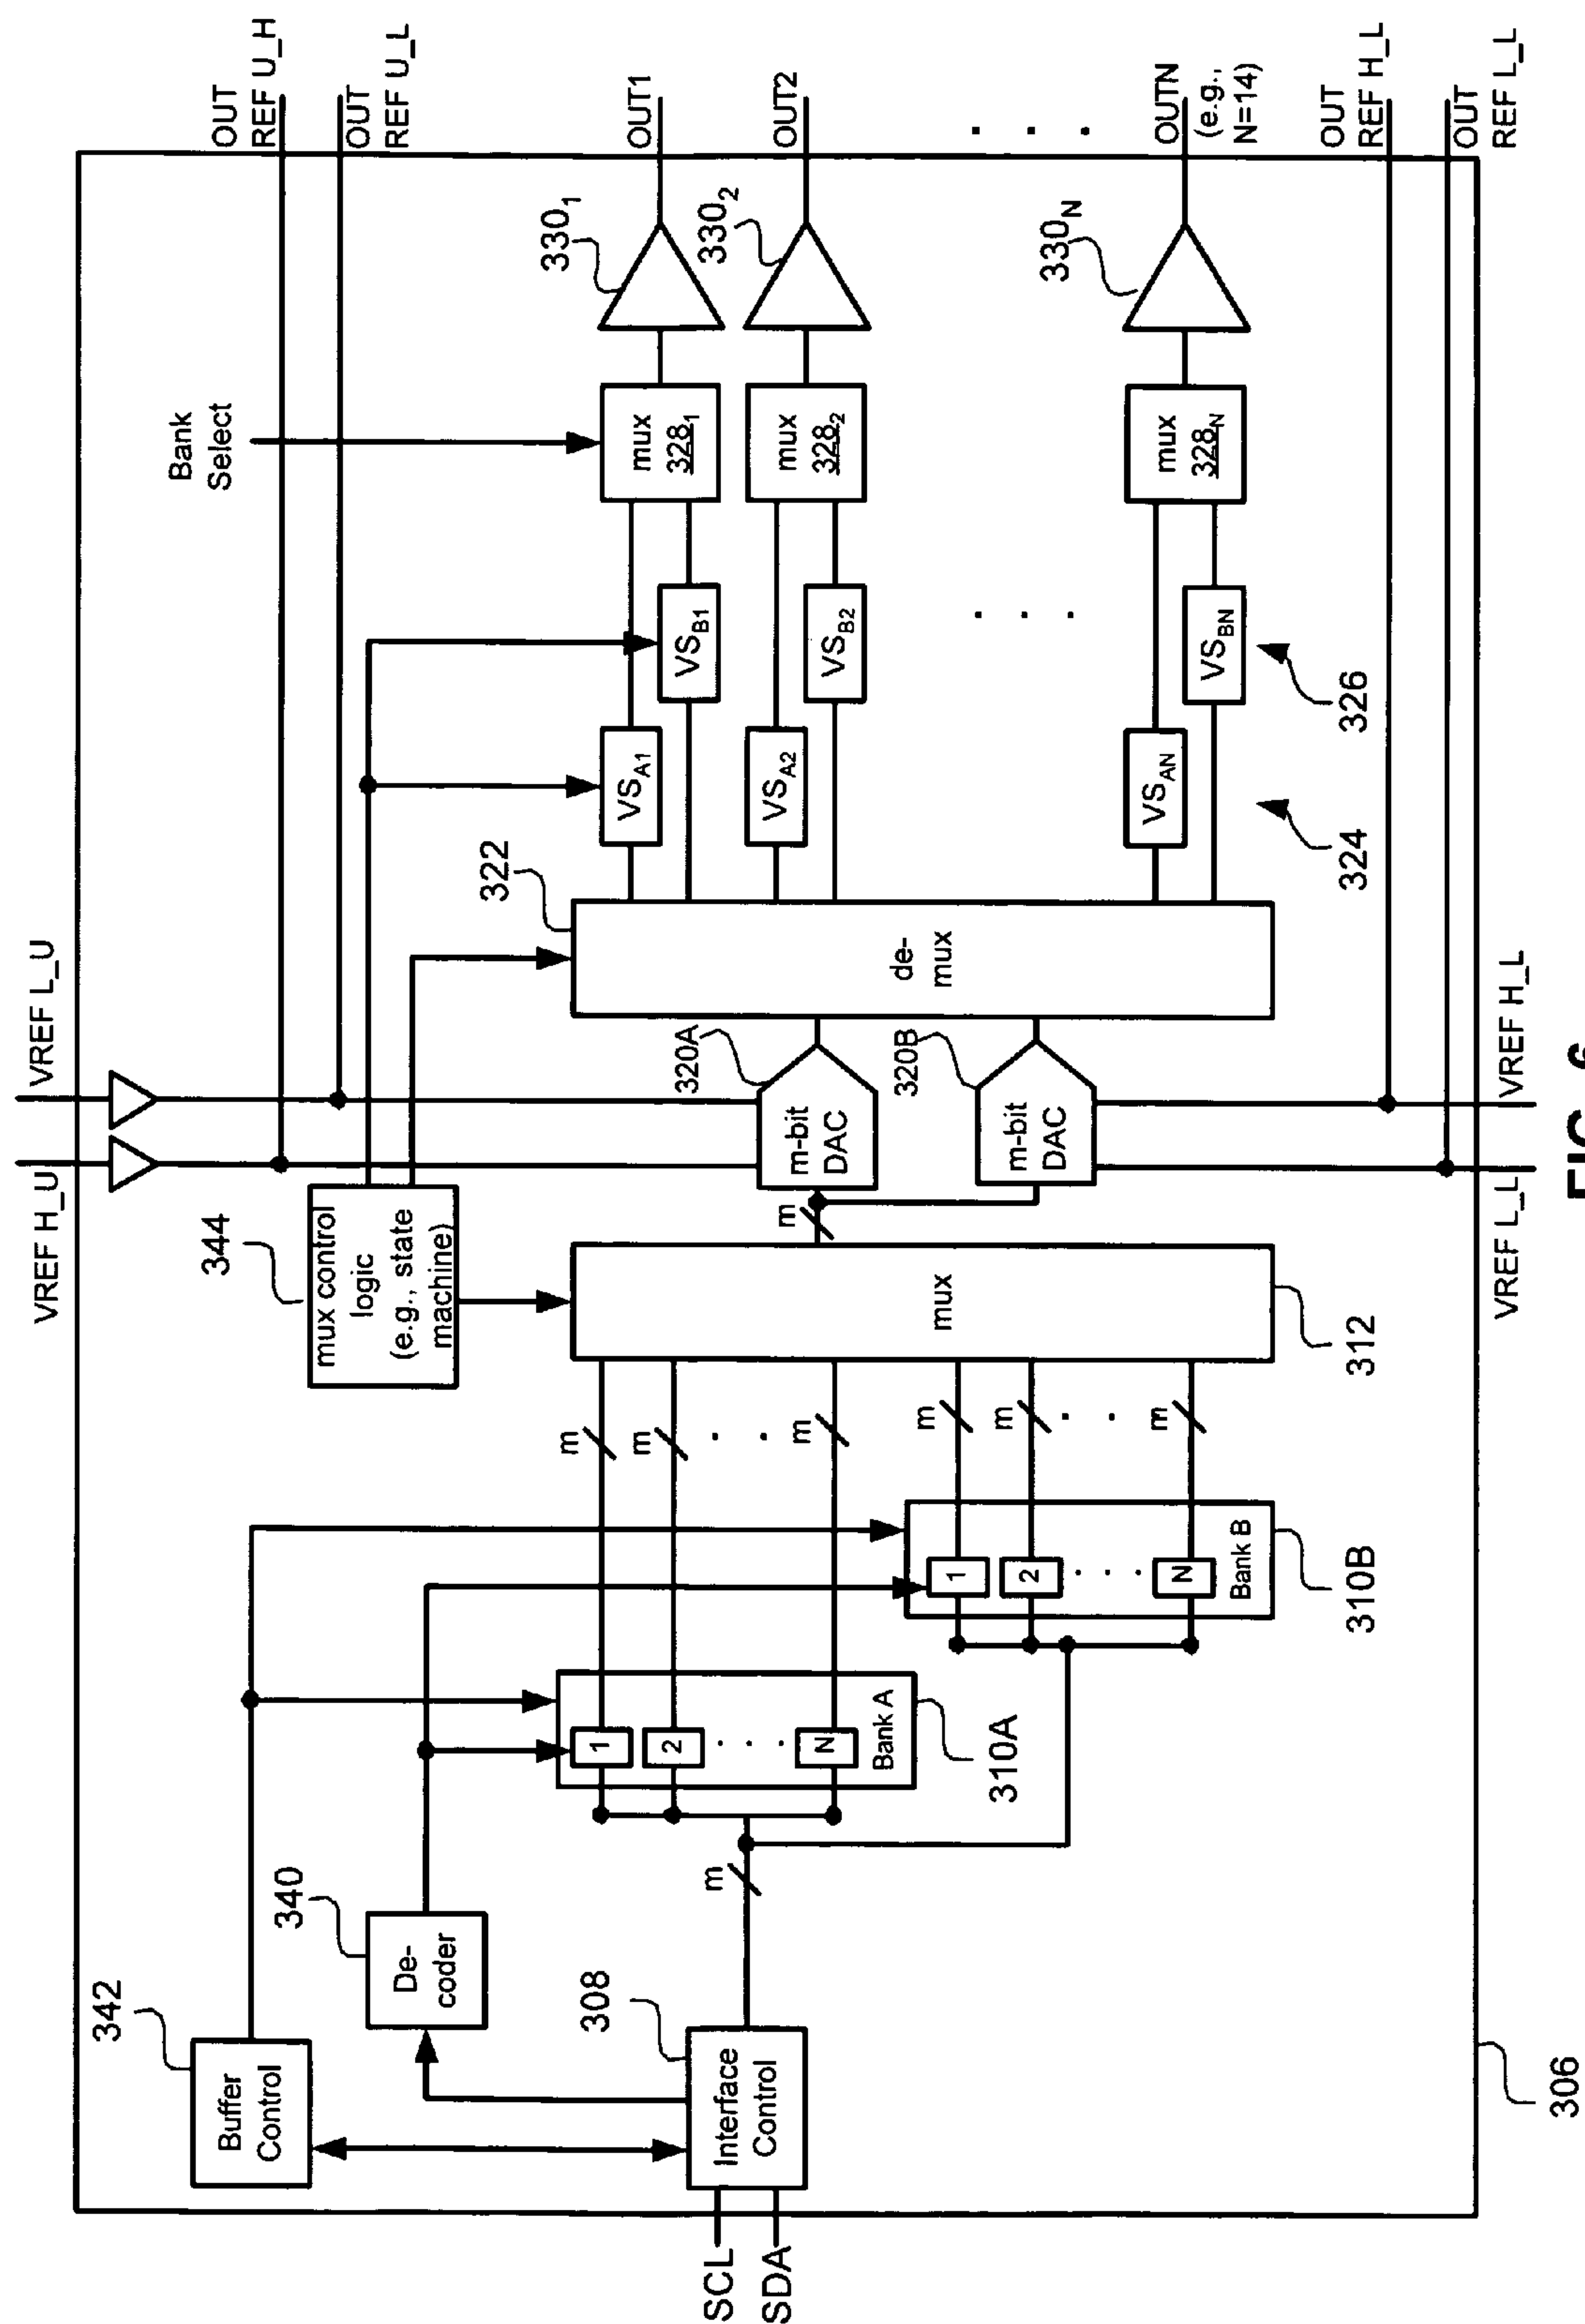 VREF H_U
VREF L_U
OUT
REF U_H
OUT
REF U_L
Bank
Select
342
Buffer
Control
340
De-
coder
308
Interface
Control
SCL
SDA
m
344
mux control
logic
(e.g., state
machine)
1
2
. . .
N
Bank A
310A
1
2
. . .
N
Bank B
310B
m
m
. .
m
m
m
. .
m
mux
312
m
m-bit
DAC
320A
m-bit
DAC
320B
322
de-
mux
VSA1
VSB1
VSA2
VSB2
. . .
VSAN
VSBN
324
326
mux
3281
mux
3282
mux
328N
3301
3302
330N
OUT1
OUT2
. . .
OUTN
(e.g.,
N=14)
OUT
REF H_L
OUT
REF L_L
VREF L_L
VREF H_L
306
FIG. 6